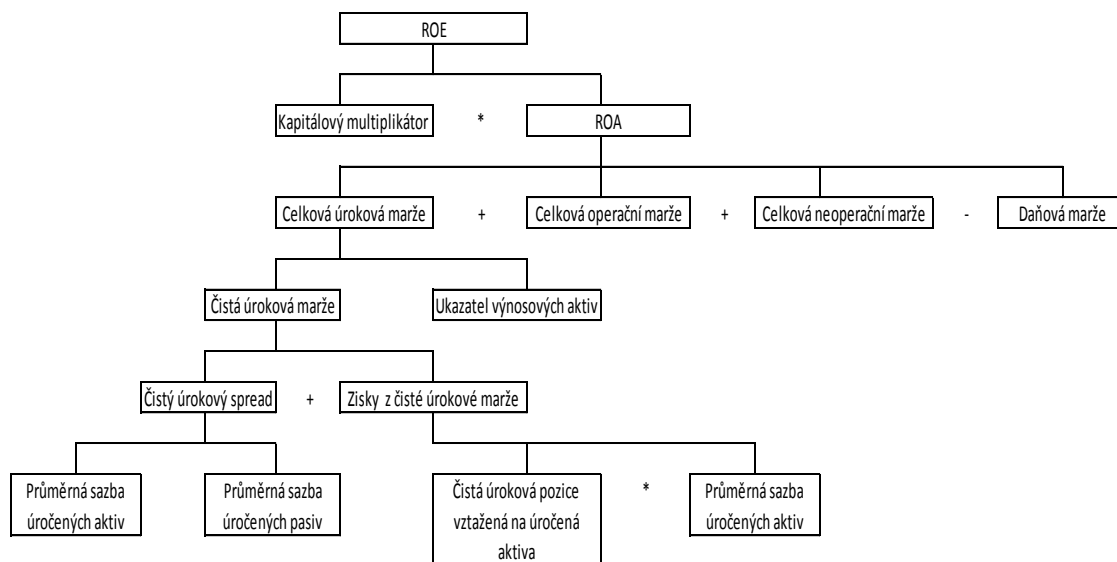 ROE
Kapitálový multiplikátor * ROA
Celková úroková marže + Celková operační marže + Celková neoperační marže - Daňová marže
Čistá úroková marže Ukazatel výnosových aktiv
Čistý úrokový spread + Zisky z čisté úrokové marže
Průměrná sazba
úročených aktiv
Průměrná sazba
úročených pasiv
Čistá úroková pozice
vztažená na úročená
aktiva
*
Průměrná sazba
úročených aktiv